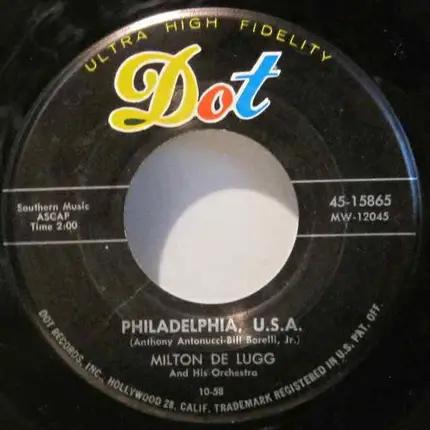 ULTRA HIGH FIDELITY
Dot
Southern Music
ASCAP
Time 2:00
45-15865
MW-12045
PHILADELPHIA, U.S.A.
(Anthony Antonucci-Bill Borelli, Jr.)
MILTON DE LUGG
And His Orchestra
10-58
DOT RECORDS, INC., HOLLYWOOD 28, CALIF. TRADEMARK REGISTERED IN U.S. PAT. OFF.